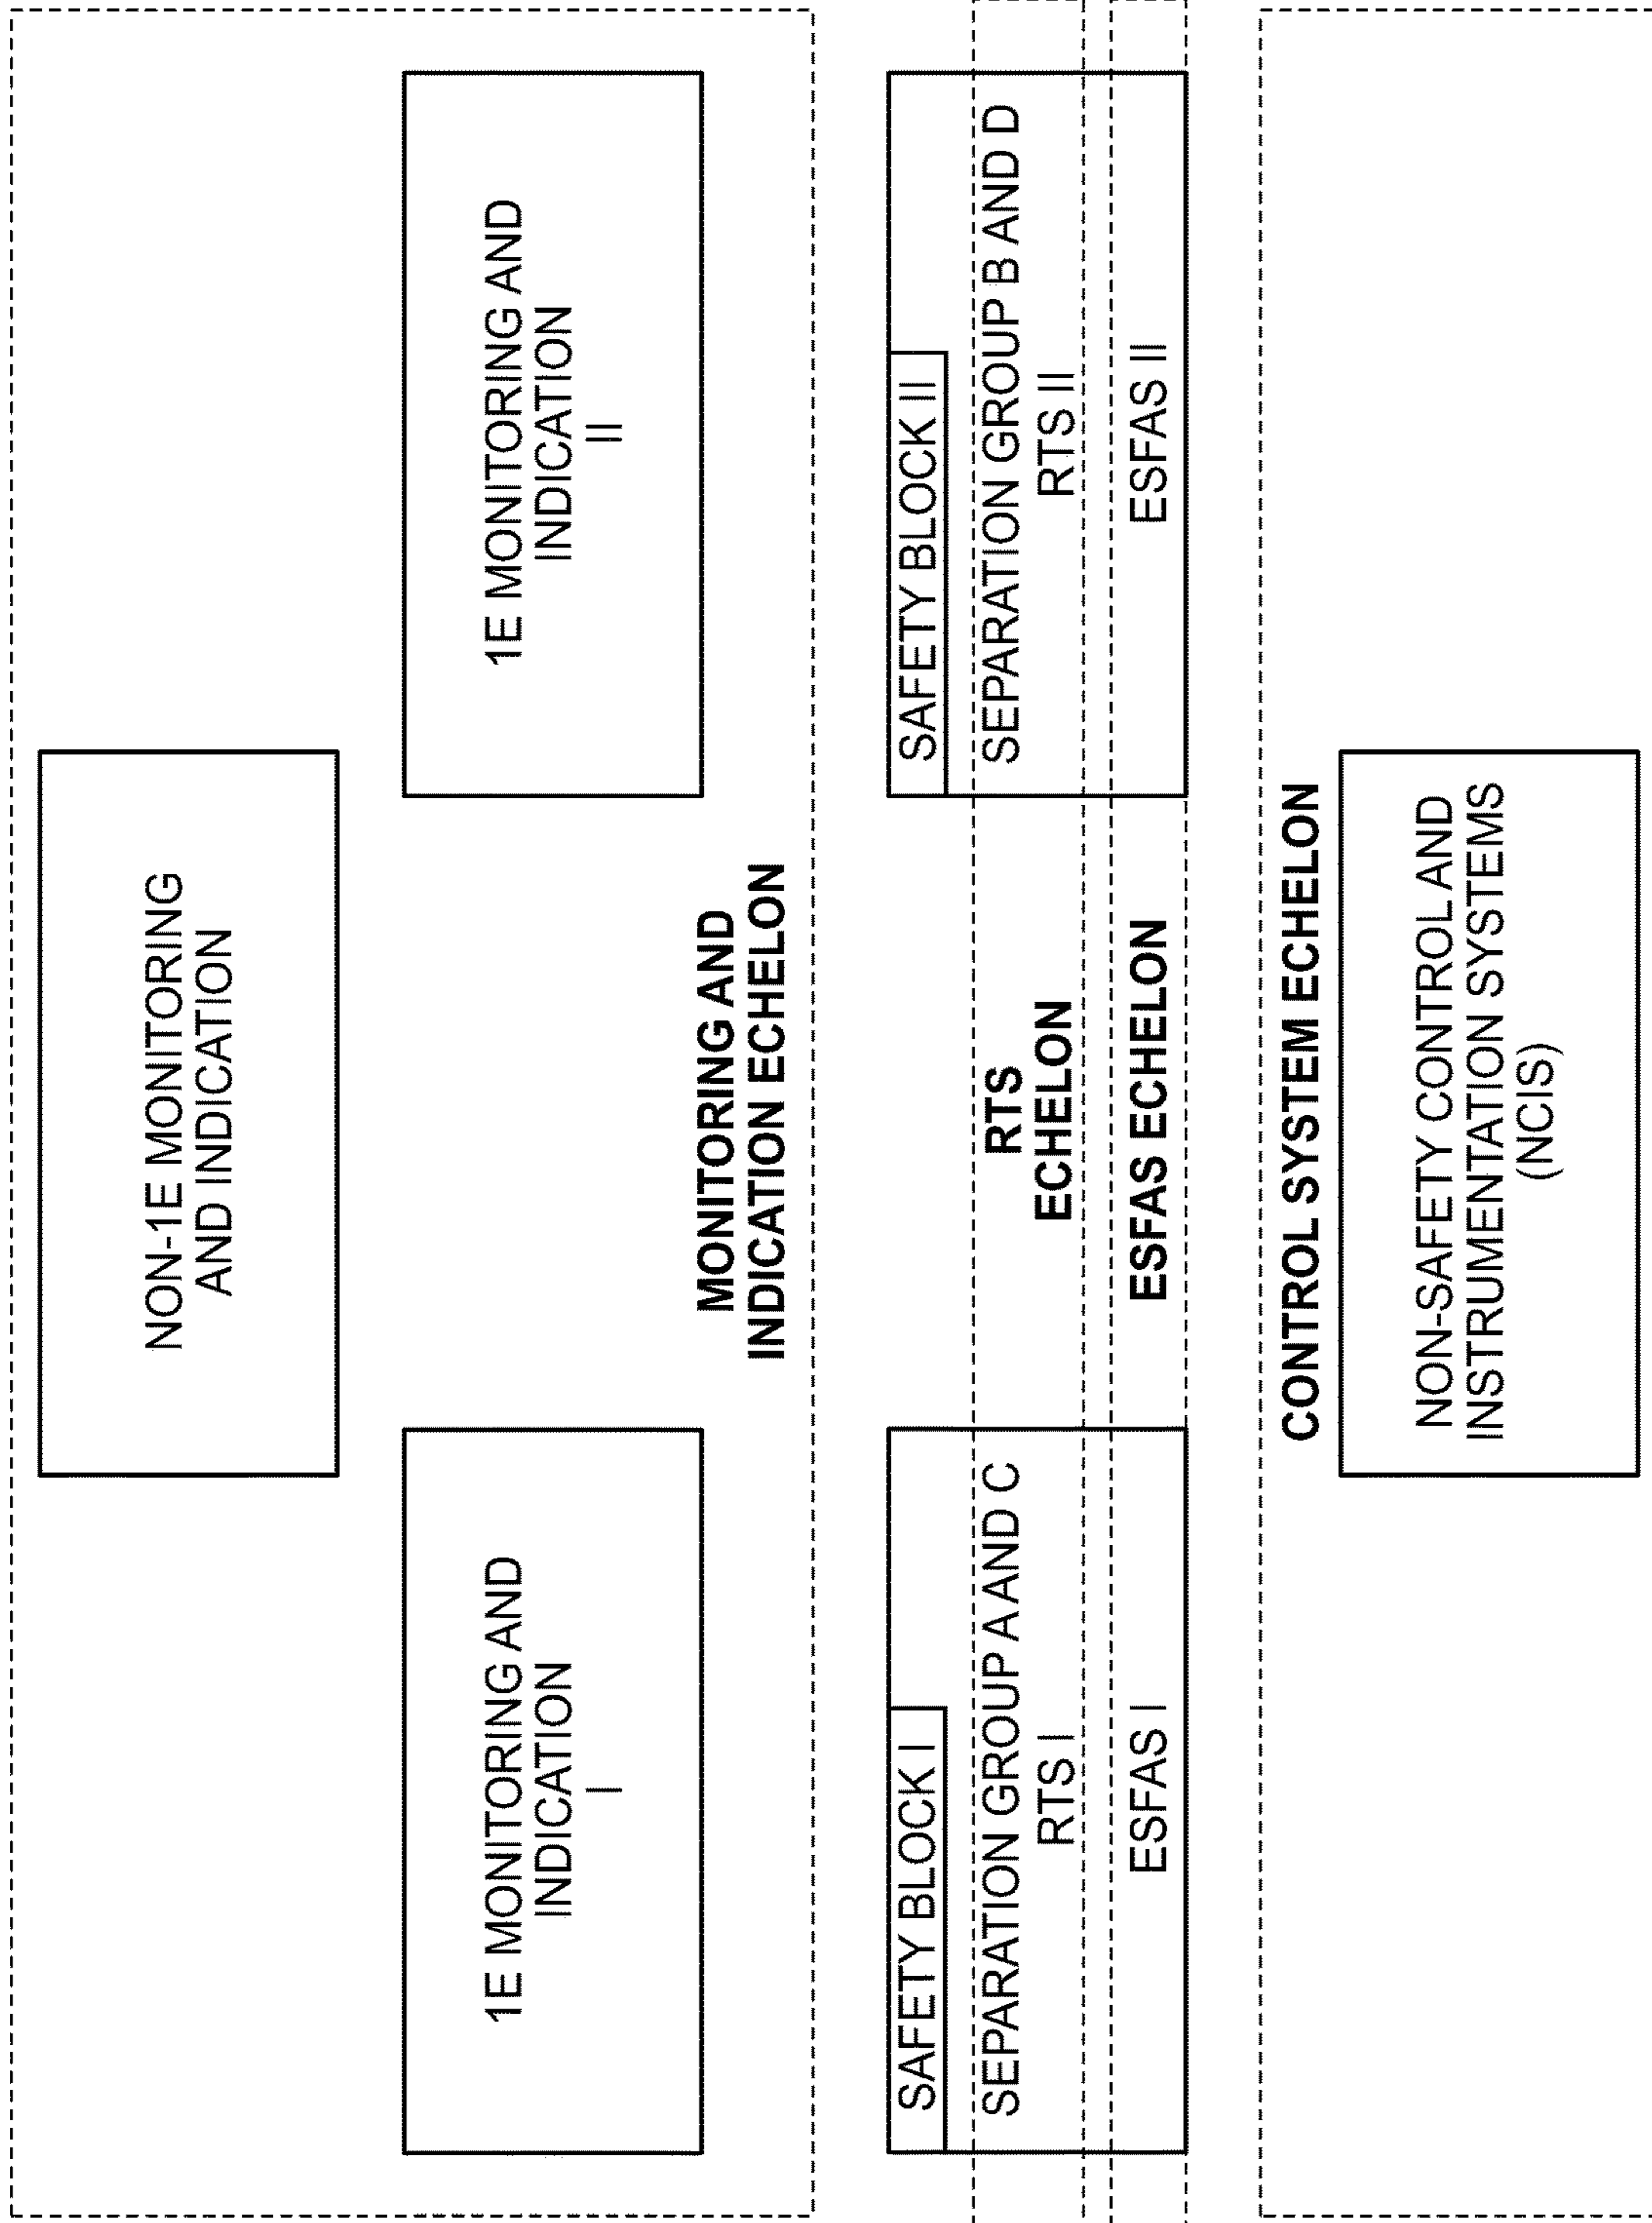 NON-1E MONITORING
AND INDICATION
1E MONITORING AND
INDICATION
I
1E MONITORING AND
INDICATION
II
MONITORING AND
INDICATION ECHELON
SAFETY BLOCK I
SEPARATION GROUP A AND C
RTS I
ESFAS I
RTS
ECHELON
ESFAS ECHELON
SAFETY BLOCK II
SEPARATION GROUP B AND D
RTS II
ESFAS II
CONTROL SYSTEM ECHELON
NON-SAFETY CONTROL AND
INSTRUMENTATION SYSTEMS
(NCIS)